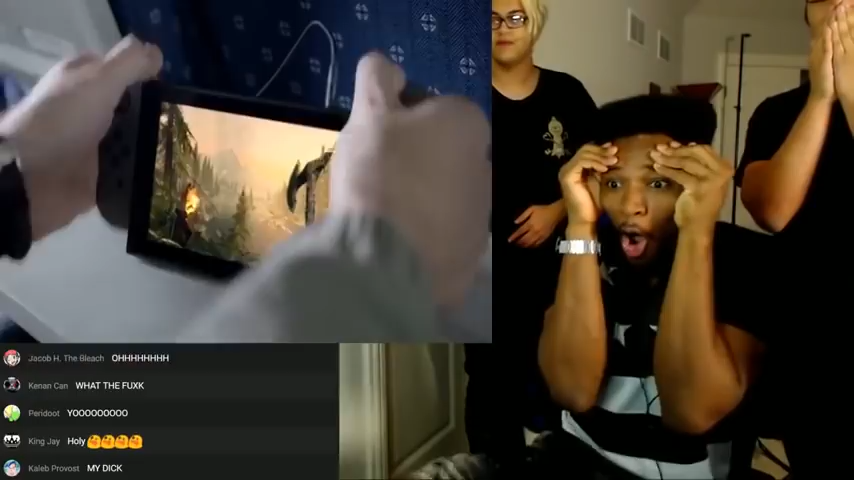 Jacob H. The Bleach OHHHHHHHH
Kenan Can WHAT THE FUXK
Peridoot YOOOOOOOOO
King Jay Holy
Kaleb Provost MY DICK